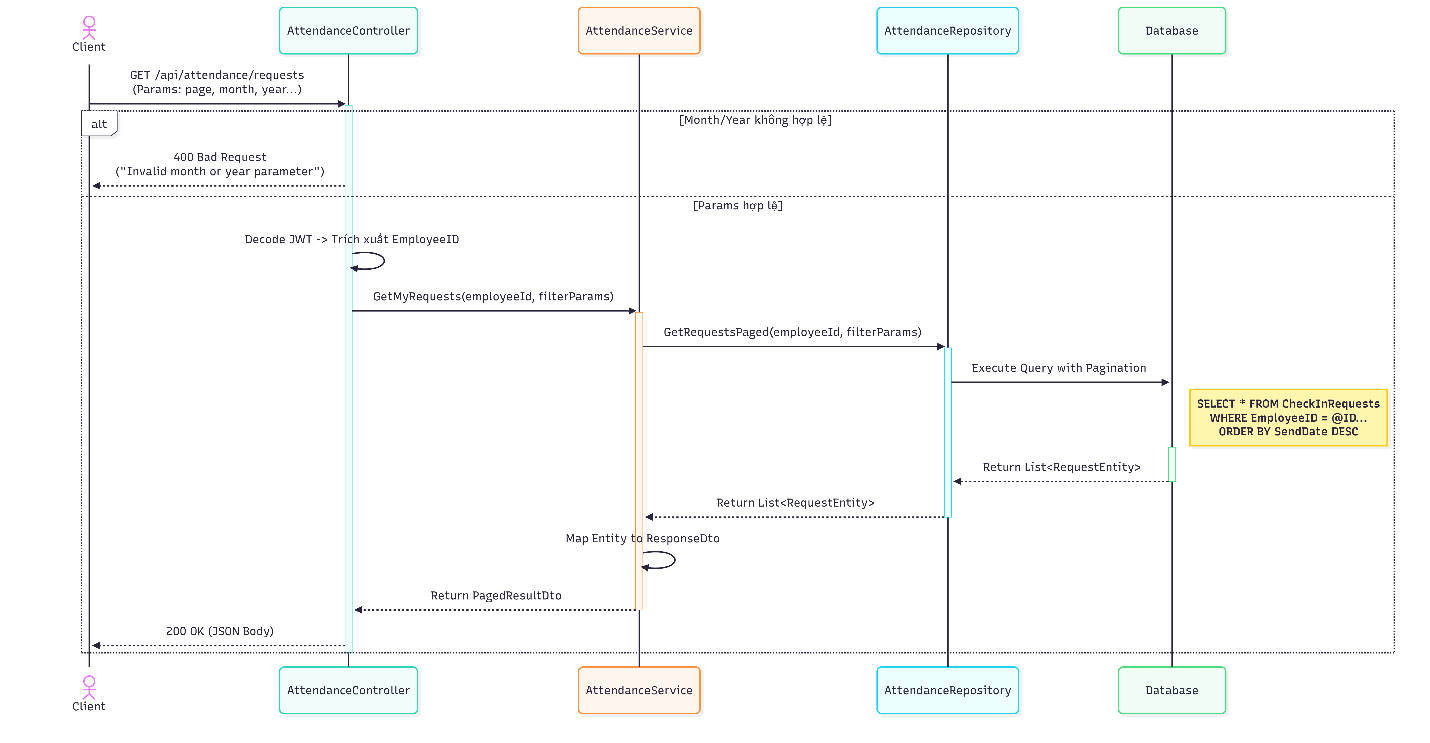 Client
AttendanceController
AttendanceService
AttendanceRepository
Database
GET /api/attendance/requests
(Params: page, month, year...)
alt
[Month/Year không hợp lệ]
400 Bad Request
("Invalid month or year parameter")
[Params hợp lệ]
Decode JWT -> Trích xuất EmployeeID
GetMyRequests(employeeId, filterParams)
GetRequestsPaged(employeeId, filterParams)
Execute Query with Pagination
SELECT * FROM CheckInRequests
WHERE EmployeeID = @ID...
ORDER BY SendDate DESC
Return List<RequestEntity>
Return List<RequestEntity>
Map Entity to ResponseDto
Return PagedResultDto
200 OK (JSON Body)
Client
AttendanceController
AttendanceService
AttendanceRepository
Database